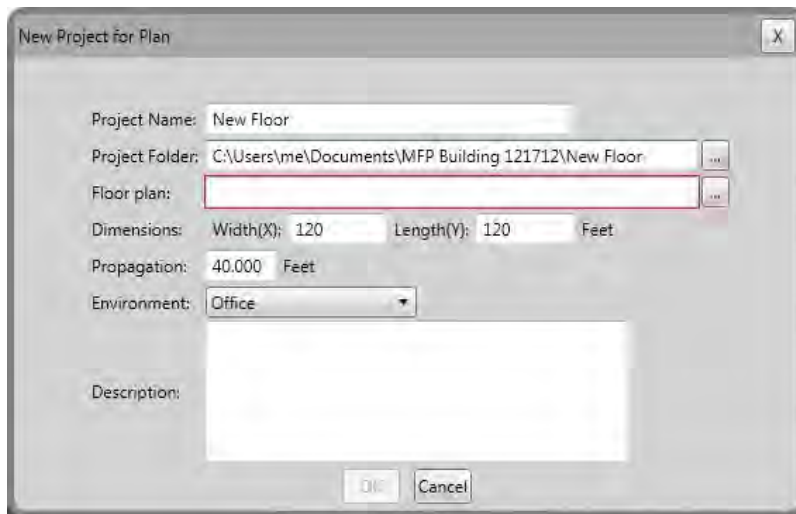 New Project for Plan X
Project Name: New Floor
Project Folder: C:\Users\me\Documents\MFP Building 121712\New Floor ...
Floor plan: ...
Dimensions: Width(X): 120 Length(Y): 120 Feet
Propagation: 40.000 Feet
Environment: Office
Description:
OK Cancel